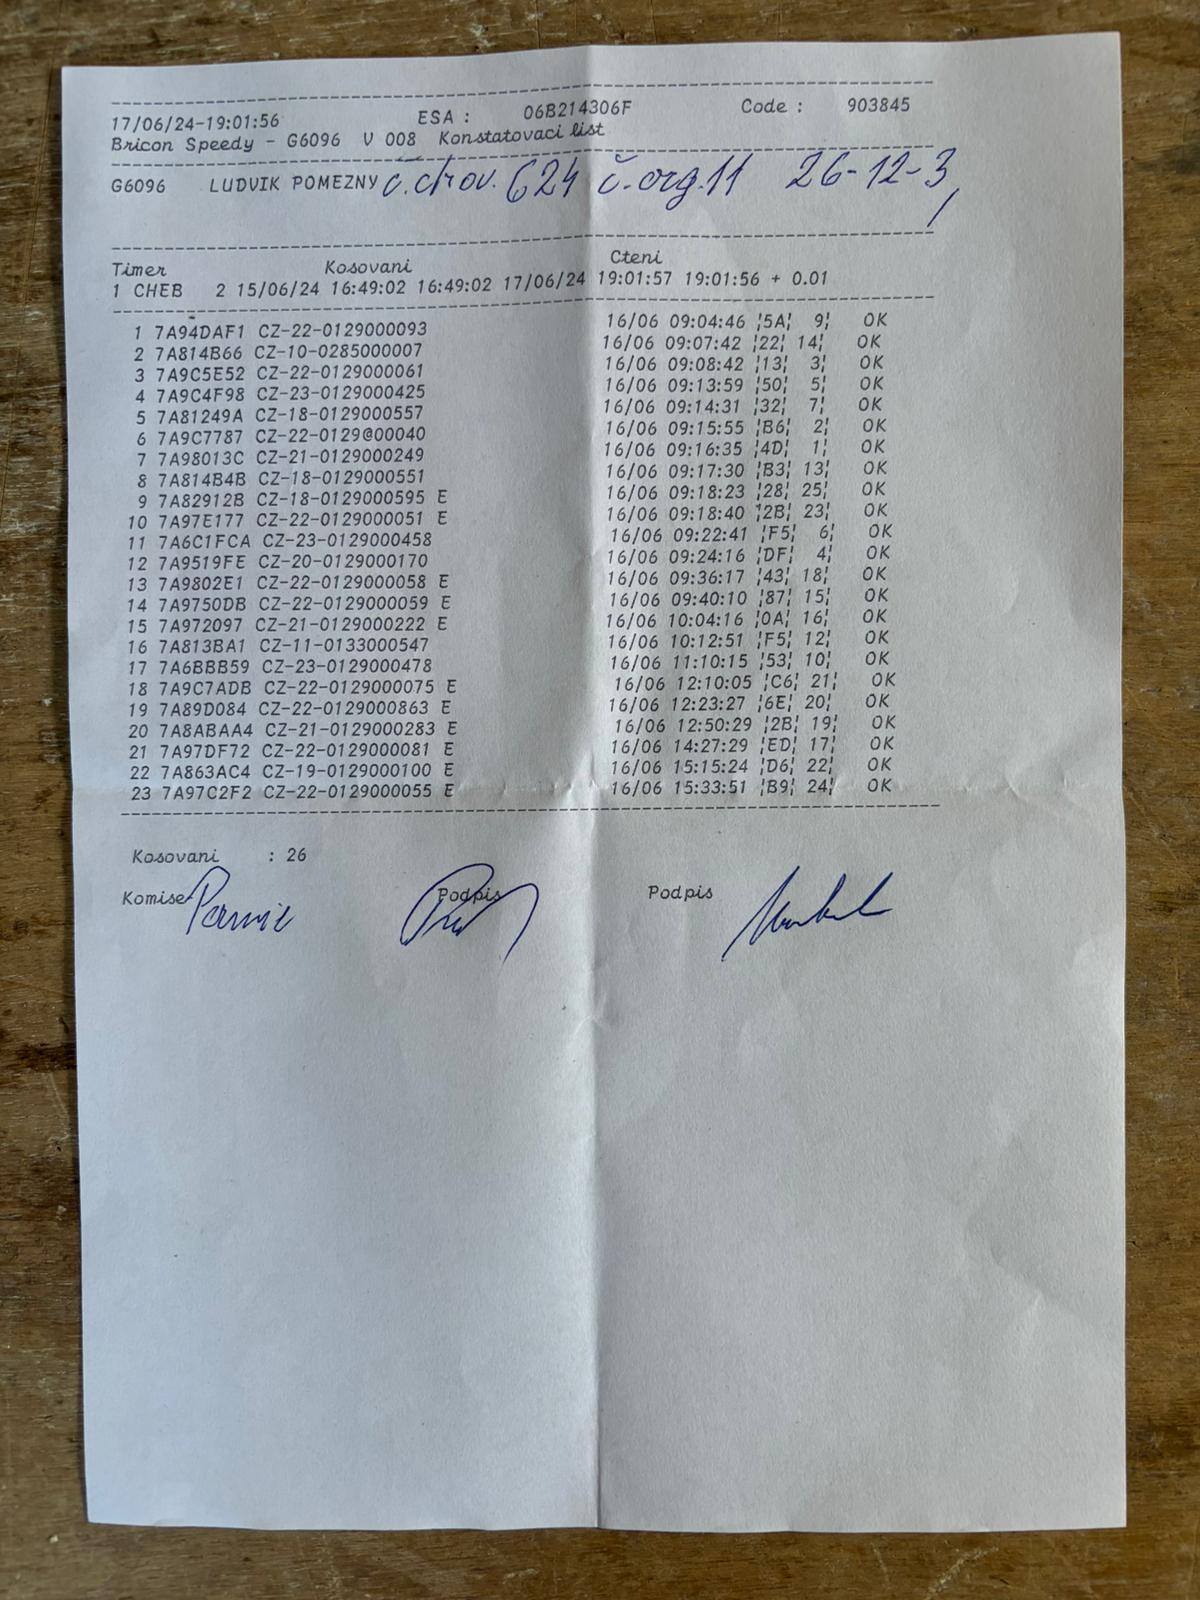 17/06/24-19:01:56 ESA : 06B214306F Code : 903845
Bricon Speedy - G6096 V 008 Konstatovaci list
G6096 LUDVIK POMEZNY č.chov. 624 č.org.11 26-12-3
Timer Kosovani Cteni
1 CHEB 2 15/06/24 16:49:02 16:49:02 17/06/24 19:01:57 19:01:56 + 0.01
1 7A94DAF1 CZ-22-0129000093 16/06 09:04:46 ¦5A¦ 9¦ OK
2 7A814B66 CZ-10-0285000007 16/06 09:07:42 ¦22¦ 14¦ OK
3 7A9C5E52 CZ-22-0129000061 16/06 09:08:42 ¦13¦ 3¦ OK
4 7A9C4F98 CZ-23-0129000425 16/06 09:13:59 ¦50¦ 5¦ OK
5 7A81249A CZ-18-0129000557 16/06 09:14:31 ¦32¦ 7¦ OK
6 7A9C7787 CZ-22-0129000040 16/06 09:15:55 ¦B6¦ 2¦ OK
7 7A98013C CZ-21-0129000249 16/06 09:16:35 ¦4D¦ 1¦ OK
8 7A814B4B CZ-18-0129000551 16/06 09:17:30 ¦B3¦ 13¦ OK
9 7A82912B CZ-18-0129000595 E 16/06 09:18:23 ¦28¦ 25¦ OK
10 7A97E177 CZ-22-0129000051 E 16/06 09:18:40 ¦2B¦ 23¦ OK
11 7A6C1FCA CZ-23-0129000458 16/06 09:22:41 ¦F5¦ 6¦ OK
12 7A9519FE CZ-20-0129000170 16/06 09:24:16 ¦DF¦ 4¦ OK
13 7A9802E1 CZ-22-0129000058 E 16/06 09:36:17 ¦43¦ 18¦ OK
14 7A9750DB CZ-22-0129000059 E 16/06 09:40:10 ¦87¦ 15¦ OK
15 7A972097 CZ-21-0129000222 E 16/06 10:04:16 ¦0A¦ 16¦ OK
16 7A813BA1 CZ-11-0133000547 16/06 10:12:51 ¦F5¦ 12¦ OK
17 7A6BBB59 CZ-23-0129000478 16/06 11:10:15 ¦53¦ 10¦ OK
18 7A9C7ADB CZ-22-0129000075 E 16/06 12:10:05 ¦C6¦ 21¦ OK
19 7A89D084 CZ-22-0129000863 E 16/06 12:23:27 ¦6E¦ 20¦ OK
20 7A8ABAA4 CZ-21-0129000283 E 16/06 12:50:29 ¦2B¦ 19¦ OK
21 7A97DF72 CZ-22-0129000081 E 16/06 14:27:29 ¦ED¦ 17¦ OK
22 7A863AC4 CZ-19-0129000100 E 16/06 15:15:24 ¦D6¦ 22¦ OK
23 7A97C2F2 CZ-22-0129000055 E 16/06 15:33:51 ¦B9¦ 24¦ OK
Kosovani : 26
Komise Podpis Podpis